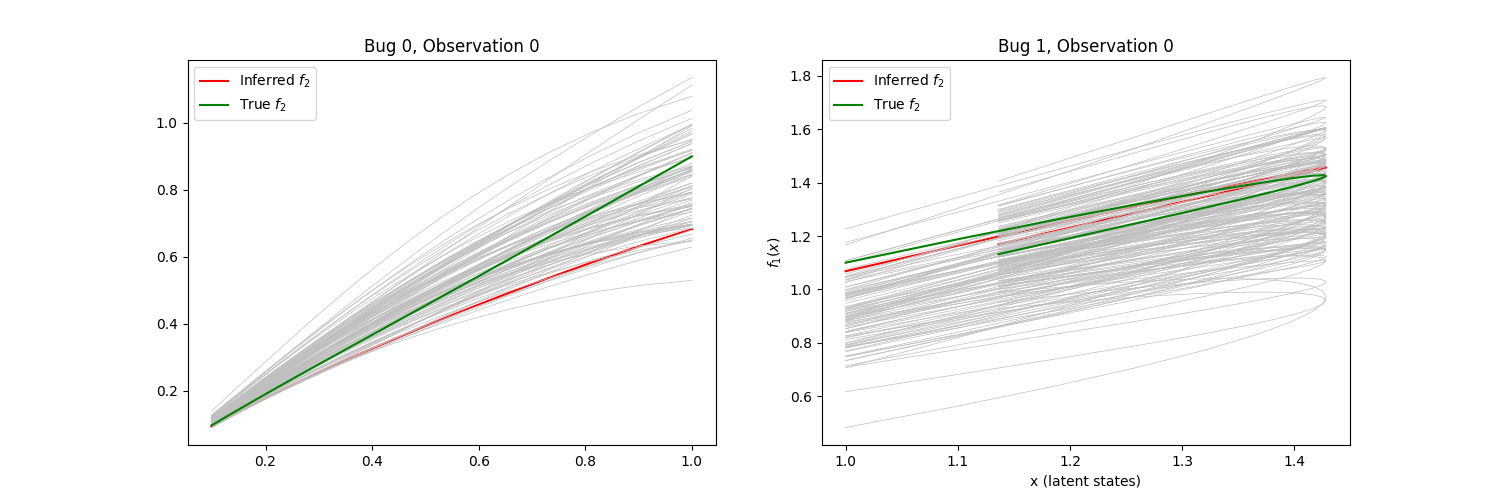 Bug 0, Observation 0
Inferred f₂
True f₂
1.0
0.8
0.6
0.4
0.2
0.2 0.4 0.6 0.8 1.0
Bug 1, Observation 0
Inferred f₂
True f₂
f₁(x)
1.8
1.6
1.4
1.2
1.0
0.8
0.6
1.0 1.1 1.2 1.3 1.4
x (latent states)